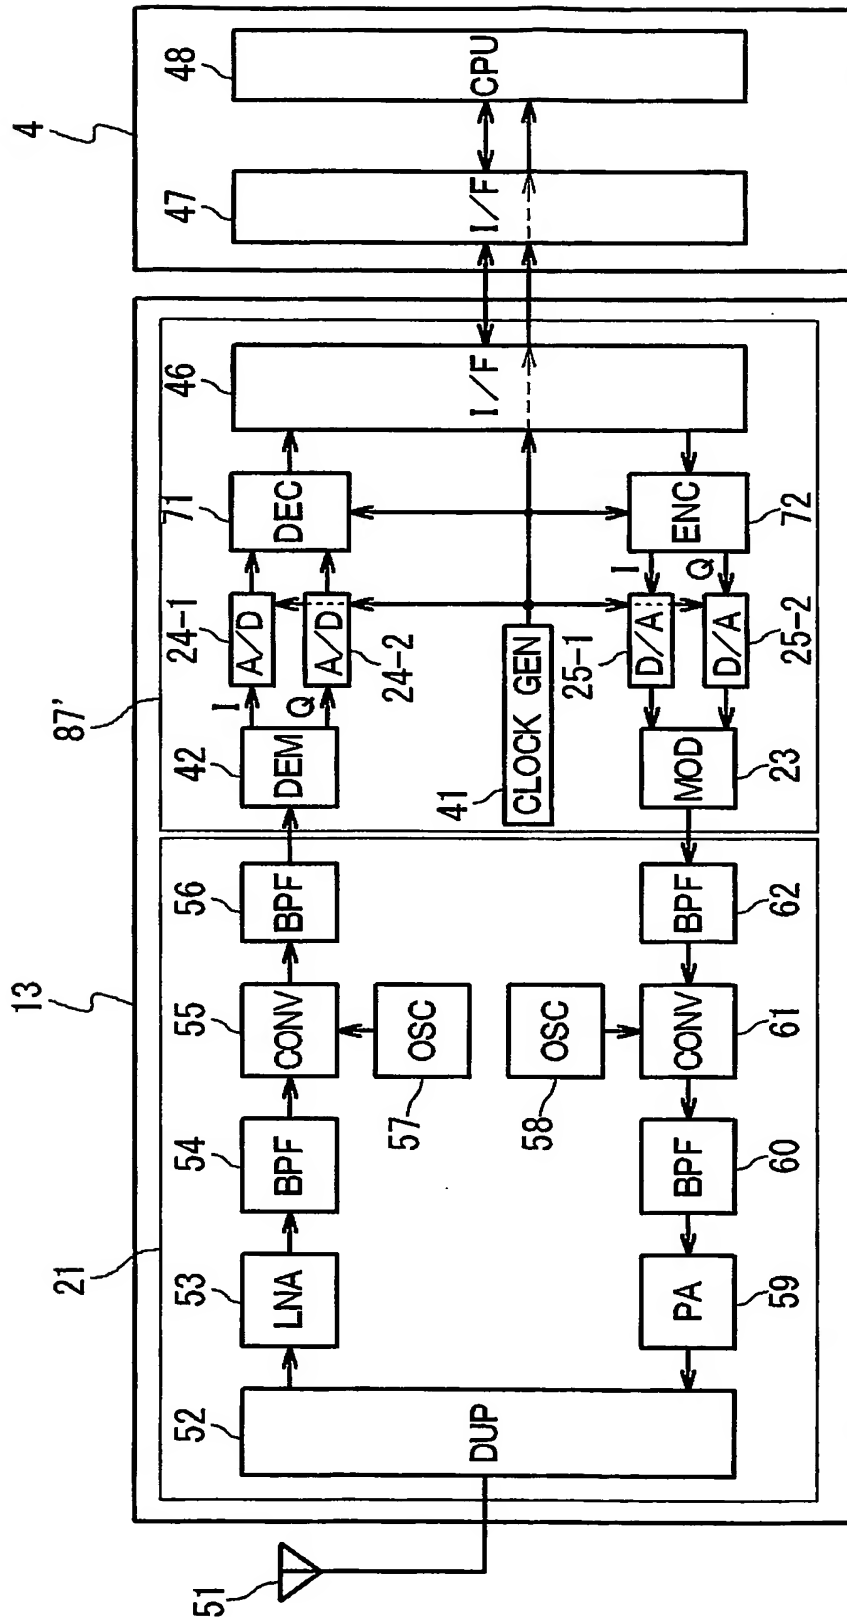 4
47
48
I/F
CPU
13
21
87'
51
52
DUP
53
LNA
54
BPF
55
CONV
56
BPF
57
OSC
42
DEM
I
Q
24-1
A/D
24-2
A/D
71
DEC
46
I/F
41
CLOCK GEN
58
OSC
59
PA
60
BPF
61
CONV
62
BPF
23
MOD
25-1
D/A
25-2
D/A
I
Q
72
ENC